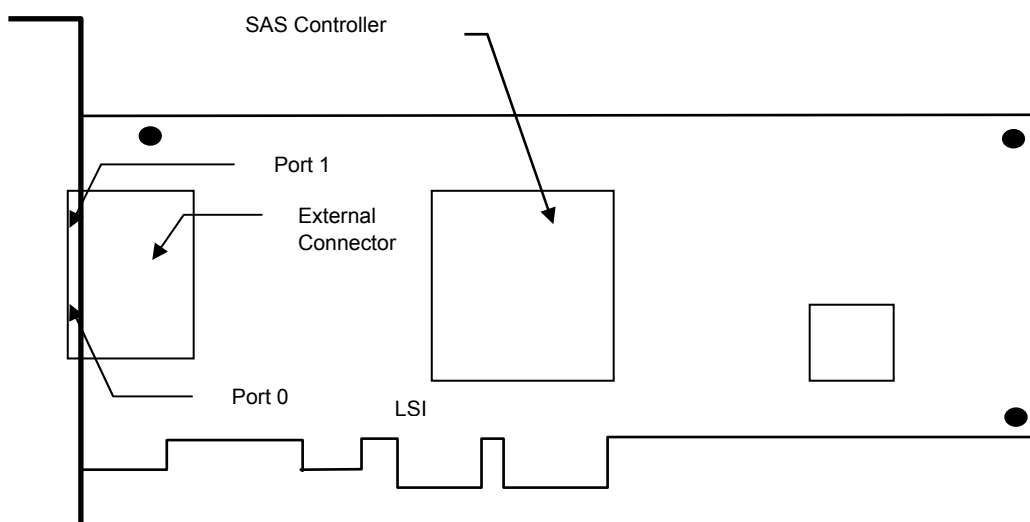 SAS Controller
Port 1
External
Connector
Port 0
LSI